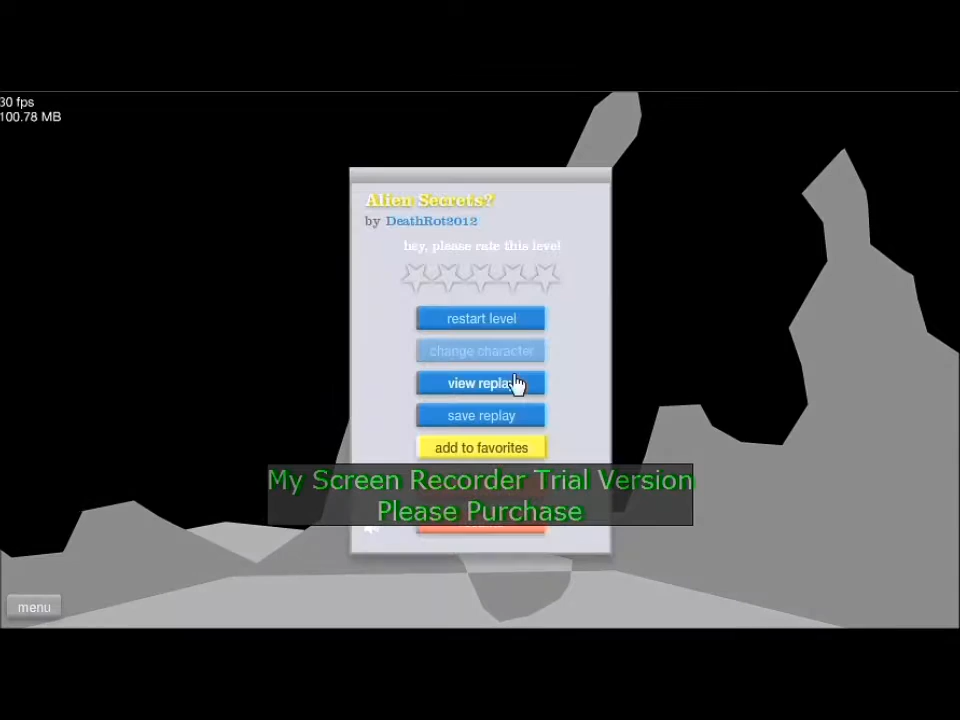 30 fps
100.78 MB
Alien Secrets?
by DeathRot2012
hey, please rate this level
restart level
change character
view replay
save replay
add to favorites
My Screen Recorder Trial Version
Please Purchase
menu